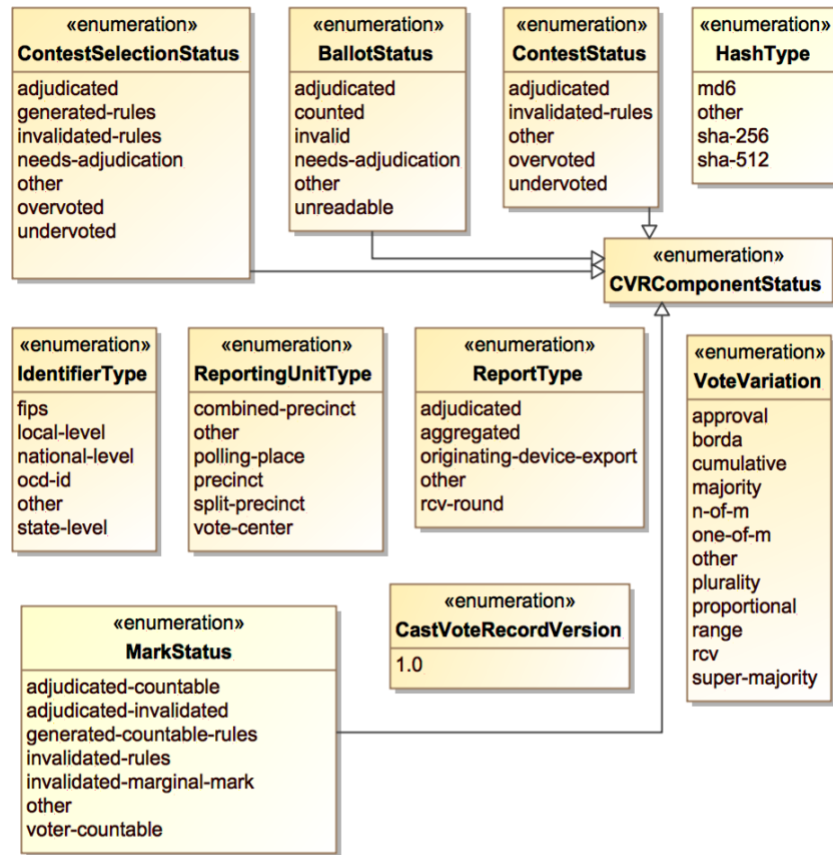 «enumeration»
ContestSelectionStatus
adjudicated
generated-rules
invalidated-rules
needs-adjudication
other
overvoted
undervoted
«enumeration»
BallotStatus
adjudicated
counted
invalid
needs-adjudication
other
unreadable
«enumeration»
ContestStatus
adjudicated
invalidated-rules
other
overvoted
undervoted
«enumeration»
HashType
md6
other
sha-256
sha-512
«enumeration»
CVRComponentStatus
«enumeration»
IdentifierType
fips
local-level
national-level
ocd-id
other
state-level
«enumeration»
ReportingUnitType
combined-precinct
other
polling-place
precinct
split-precinct
vote-center
«enumeration»
ReportType
adjudicated
aggregated
originating-device-export
other
rcv-round
«enumeration»
VoteVariation
approval
borda
cumulative
majority
n-of-m
one-of-m
other
plurality
proportional
range
rcv
super-majority
«enumeration»
MarkStatus
adjudicated-countable
adjudicated-invalidated
generated-countable-rules
invalidated-rules
invalidated-marginal-mark
other
voter-countable
«enumeration»
CastVoteRecordVersion
1.0